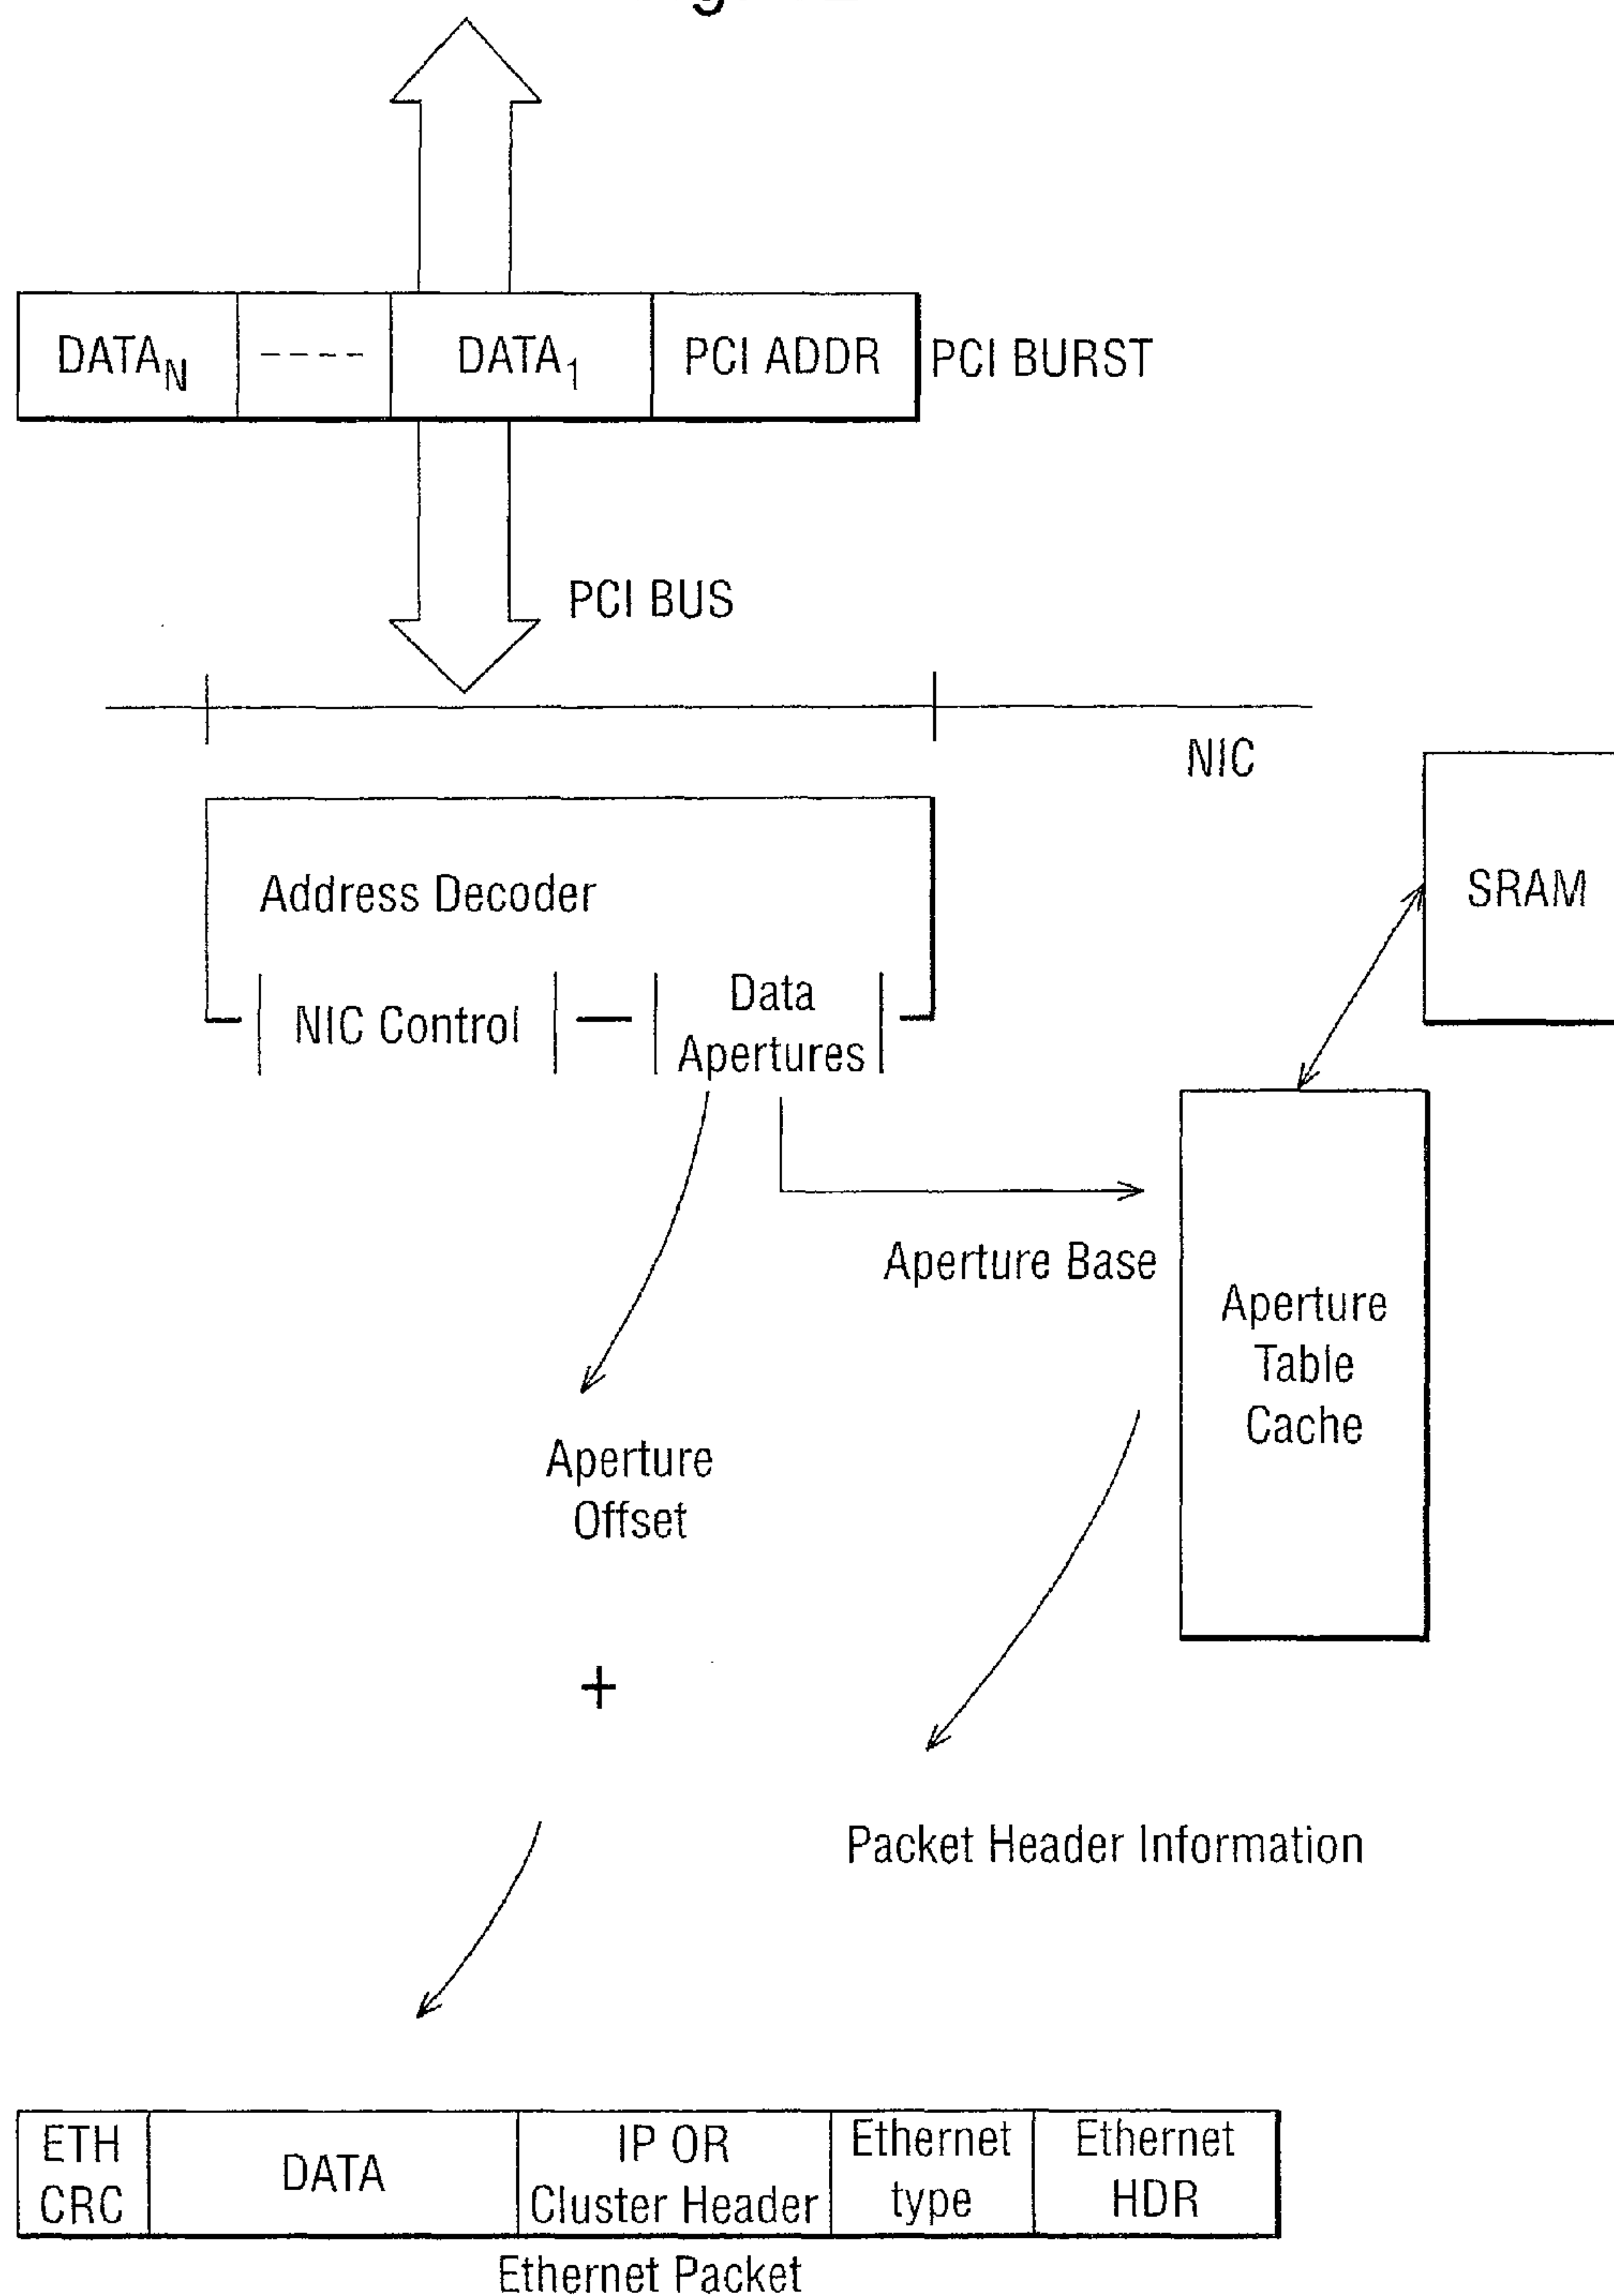 DATAN ---- DATA1 PCI ADDR PCI BURST
PCI BUS
NIC
SRAM
Address Decoder
NIC Control
Data
Apertures
Aperture Base
Aperture
Table
Cache
Aperture
Offset
+
Packet Header Information
ETH
CRC
DATA
IP OR
Cluster Header
Ethernet
type
Ethernet
HDR
Ethernet Packet